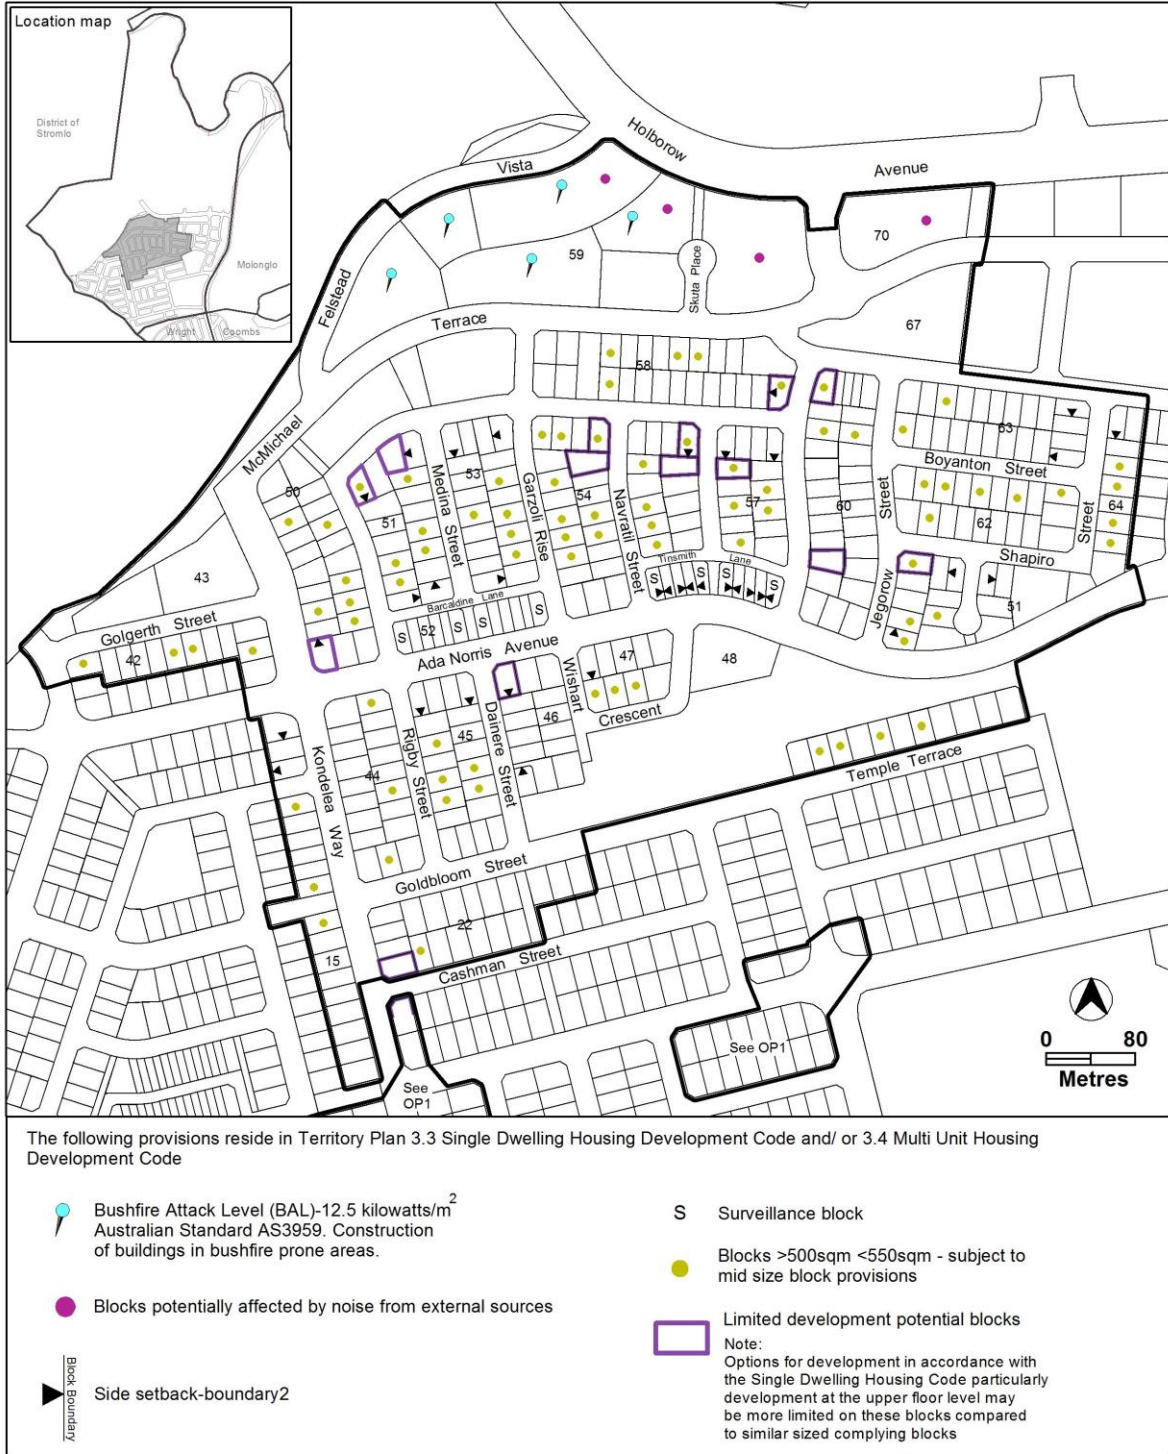 Location map
District of
Stromlo
Molonglo
Wright
Coombs
Holborow
Avenue
Vista
70
59
Skuta Place
Felstead
Terrace
67
58
McMichael
63
Boyanton Street
50
Medina Street
53
Garzoli Rise
54
Navratil Street
57
60
Street
64
51
62
Street
Shapiro
Tinsmith
Lane
S
S
S
43
Barcaldine Lane
Jegorow
51
Golgerth Street
S
52
S
S
S
42
Ada Norris Avenue
47
48
Wishart
Crescent
46
Rigby Street
45
Dainere Street
Kondelea Way
44
Temple Terrace
Goldbloom Street
22
15
Cashman Street
See OP1
See
OP1
0 80
Metres
The following provisions reside in Territory Plan 3.3 Single Dwelling Housing Development Code and/ or 3.4 Multi Unit Housing
Development Code
Bushfire Attack Level (BAL)-12.5 kilowatts/m2
Australian Standard AS3959. Construction
of buildings in bushfire prone areas.
Blocks potentially affected by noise from external sources
Block Boundary
Side setback-boundary2
S Surveillance block
Blocks >500sqm <550sqm - subject to
mid size block provisions
Limited development potential blocks
Note:
Options for development in accordance with
the Single Dwelling Housing Code particularly
development at the upper floor level may
be more limited on these blocks compared
to similar sized complying blocks